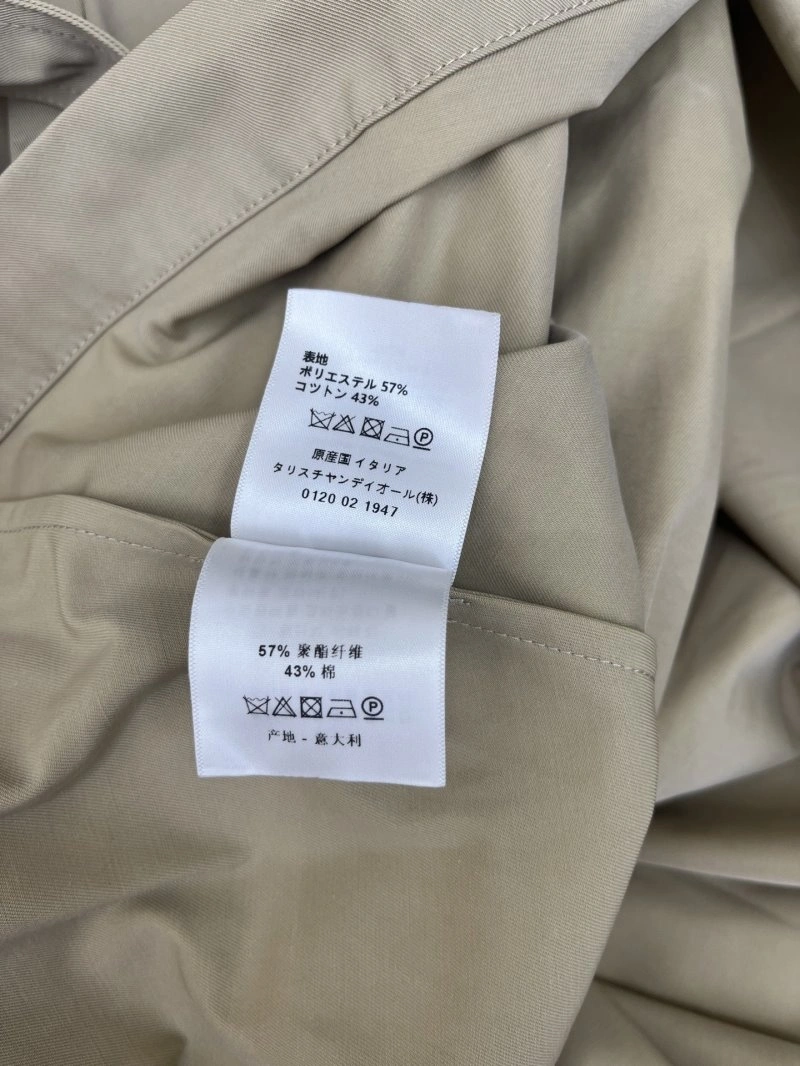 表地
ポリエステル 57%
コットン 43%
原産国 イタリア
タリスチャンディオール(株)
0120 02 1947
57% 聚酯纤维
43% 棉
产地 - 意大利